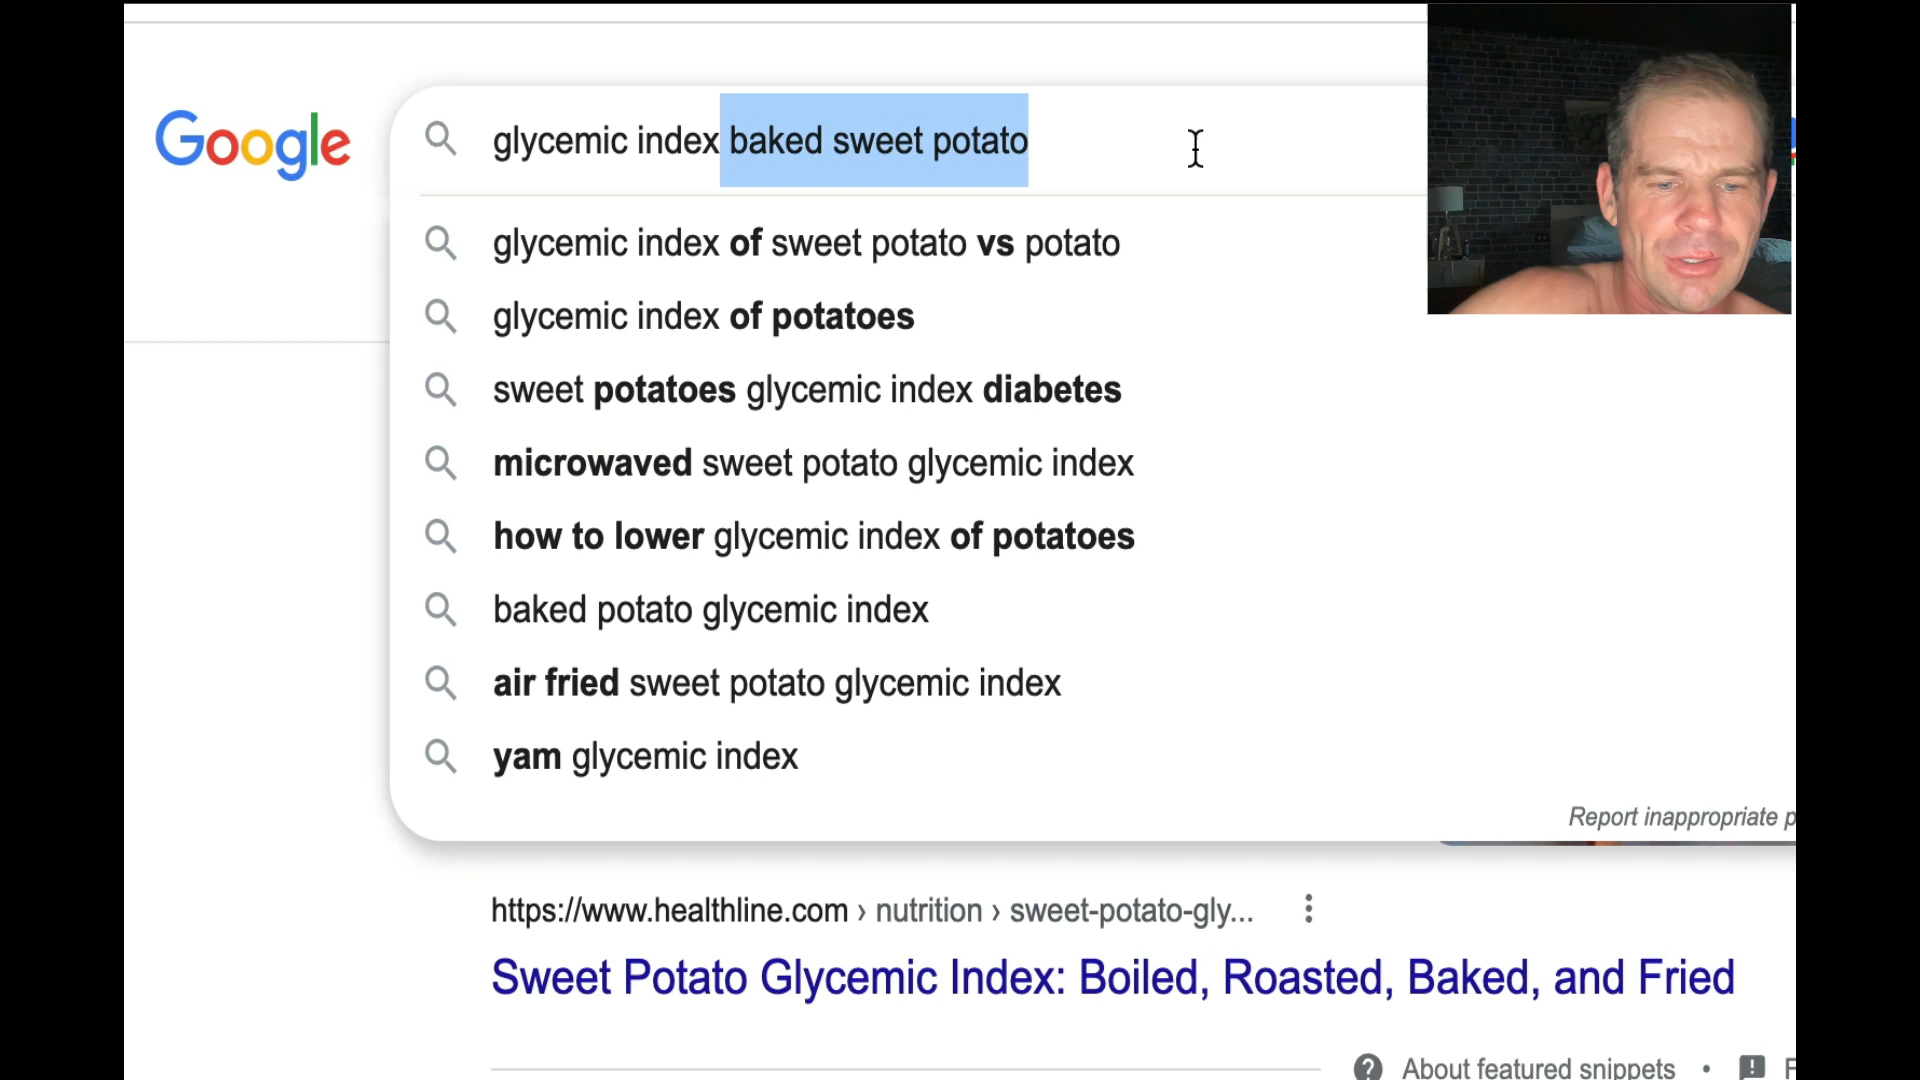 Google
glycemic index baked sweet potato
glycemic index of sweet potato vs potato
glycemic index of potatoes
sweet potatoes glycemic index diabetes
microwaved sweet potato glycemic index
how to lower glycemic index of potatoes
baked potato glycemic index
air fried sweet potato glycemic index
yam glycemic index
Report inappropriate p
https://www.healthline.com › nutrition › sweet-potato-gly...
Sweet Potato Glycemic Index: Boiled, Roasted, Baked, and Fried
About featured snippets • F